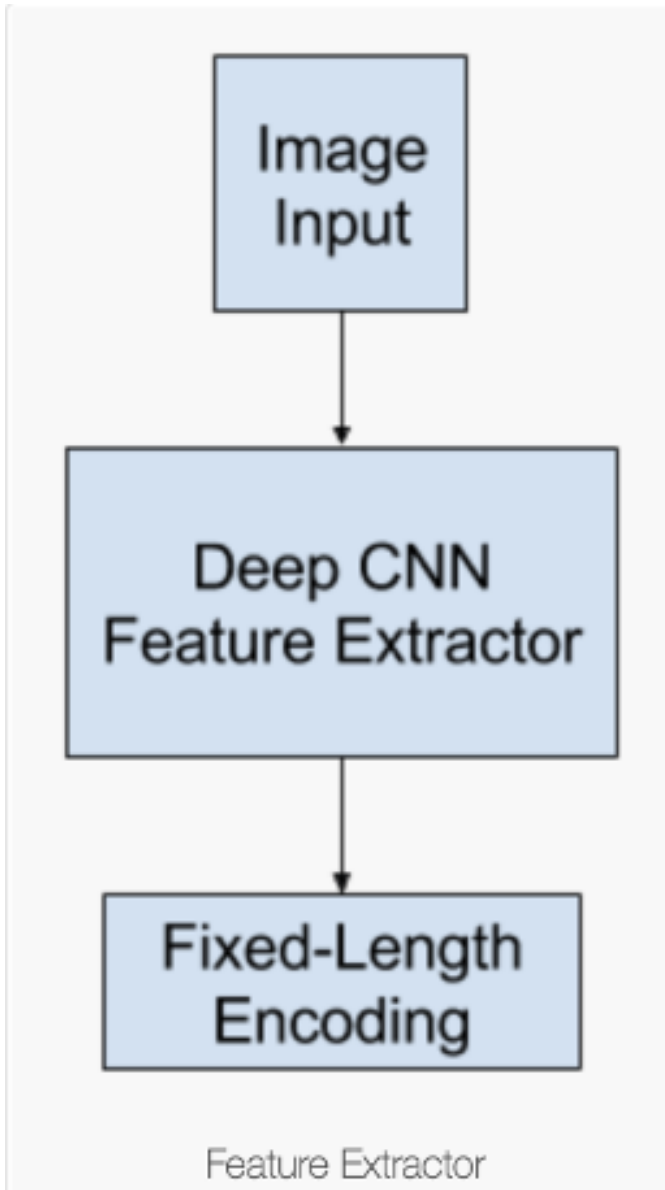 Image
Input
Deep CNN
Feature Extractor
Fixed-Length
Encoding
Feature Extractor